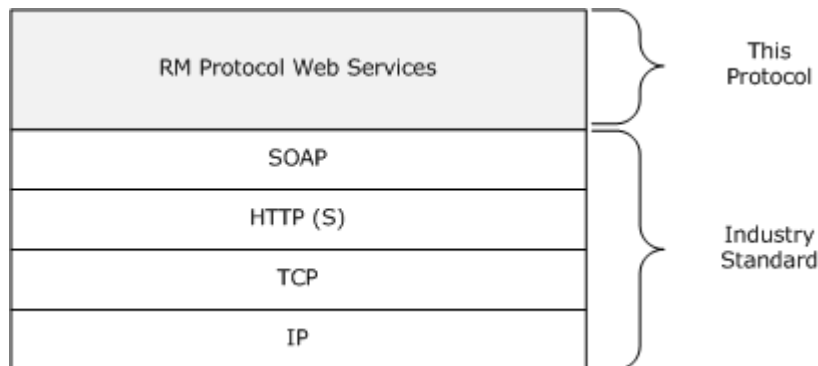 RM Protocol Web Services
This
Protocol
SOAP
HTTP (S)
TCP
IP
Industry
Standard